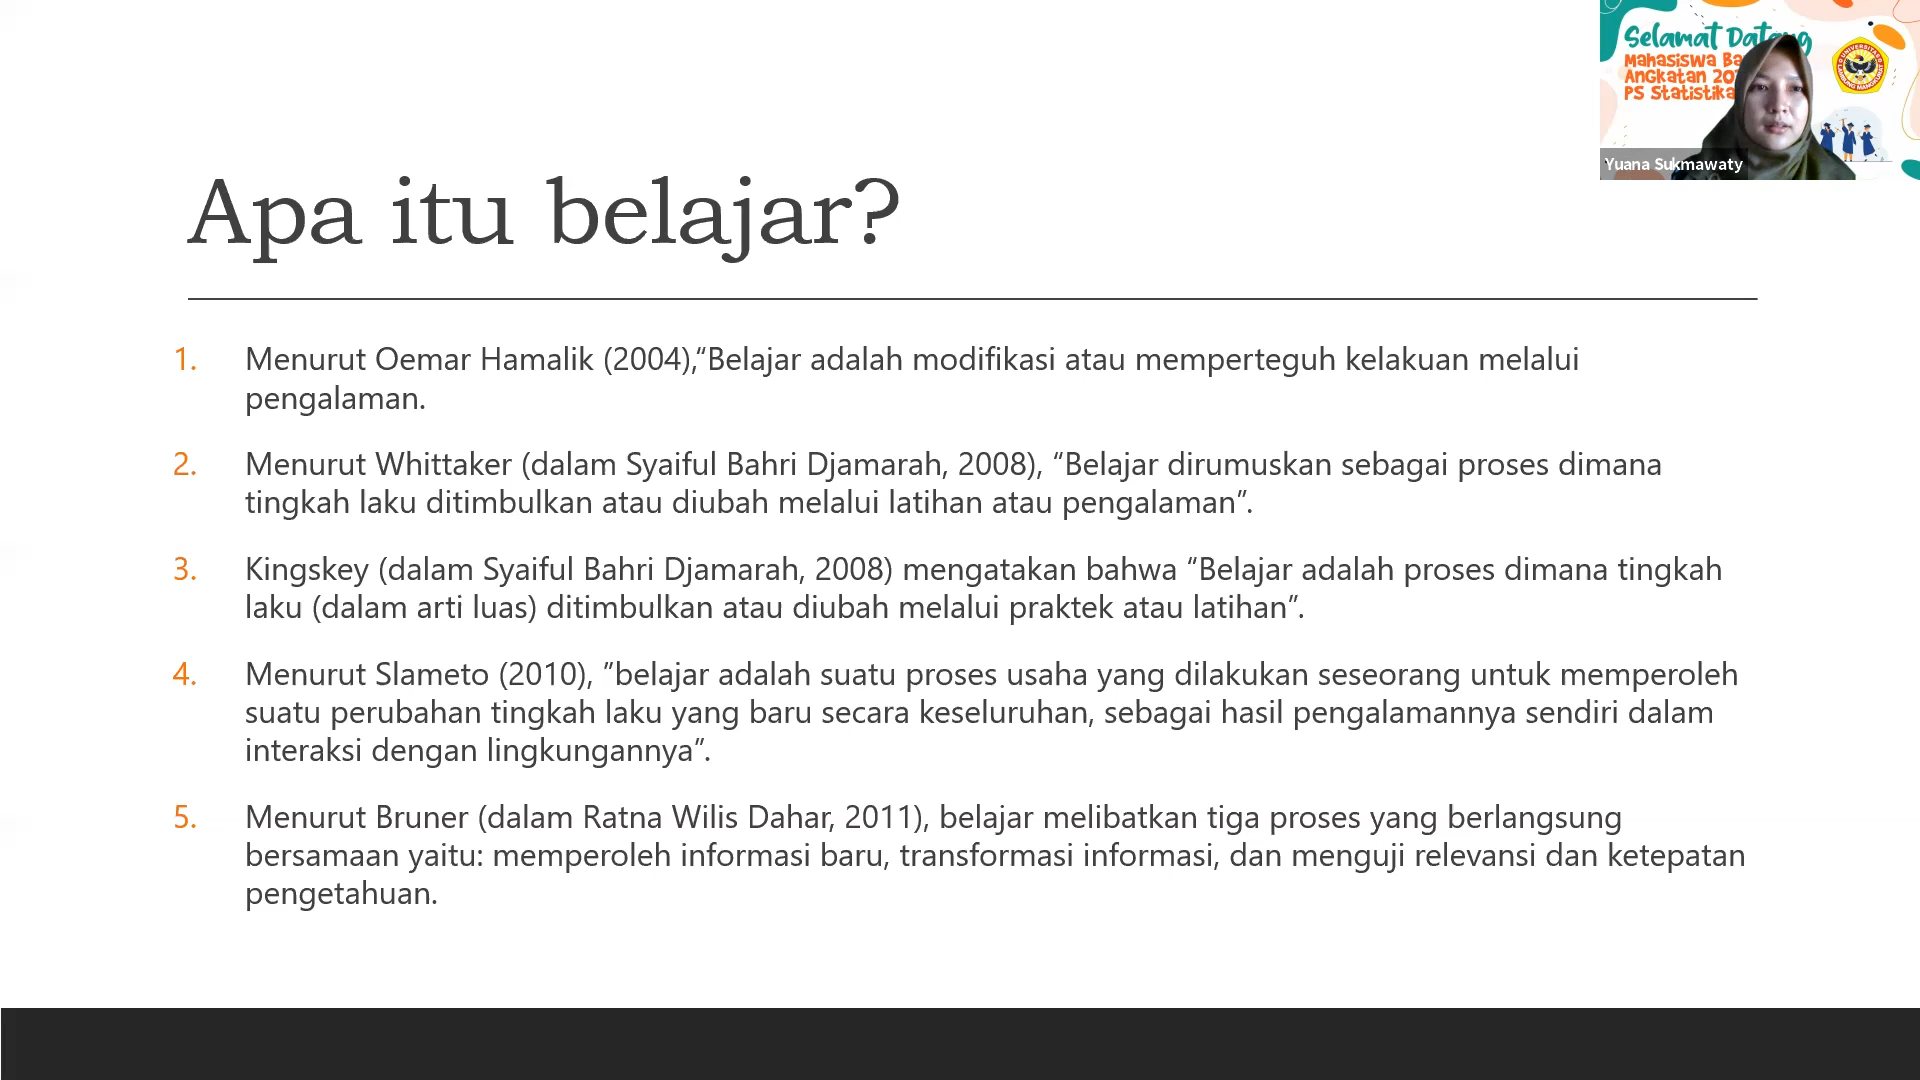 Selamat Datang
Mahasiswa
Angkatan
PS Statistika
UNIVERSITAS
LAMBUNG MANGKURAT
Yuana Sukmawaty
Apa itu belajar?
1. Menurut Oemar Hamalik (2004),“Belajar adalah modifikasi atau memperteguh kelakuan melalui
pengalaman.
2. Menurut Whittaker (dalam Syaiful Bahri Djamarah, 2008), “Belajar dirumuskan sebagai proses dimana
tingkah laku ditimbulkan atau diubah melalui latihan atau pengalaman”.
3. Kingskey (dalam Syaiful Bahri Djamarah, 2008) mengatakan bahwa “Belajar adalah proses dimana tingkah
laku (dalam arti luas) ditimbulkan atau diubah melalui praktek atau latihan”.
4. Menurut Slameto (2010), ”belajar adalah suatu proses usaha yang dilakukan seseorang untuk memperoleh
suatu perubahan tingkah laku yang baru secara keseluruhan, sebagai hasil pengalamannya sendiri dalam
interaksi dengan lingkungannya”.
5. Menurut Bruner (dalam Ratna Wilis Dahar, 2011), belajar melibatkan tiga proses yang berlangsung
bersamaan yaitu: memperoleh informasi baru, transformasi informasi, dan menguji relevansi dan ketepatan
pengetahuan.